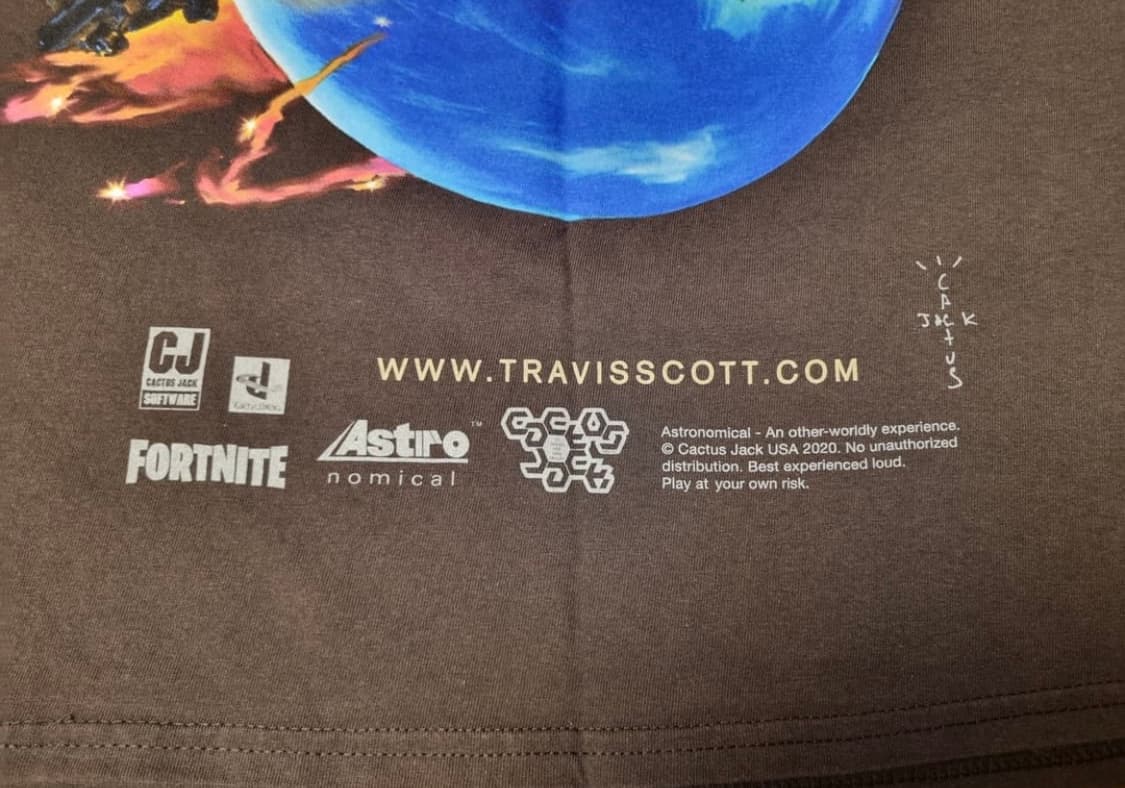 CACTUS
JACK
CJ
CACTUS JACK
SOFTWARE
WWW.TRAVISSCOTT.COM
FORTNITE
Astro™
nomical
Astronomical - An other-worldly experience.
© Cactus Jack USA 2020. No unauthorized
distribution. Best experienced loud.
Play at your own risk.